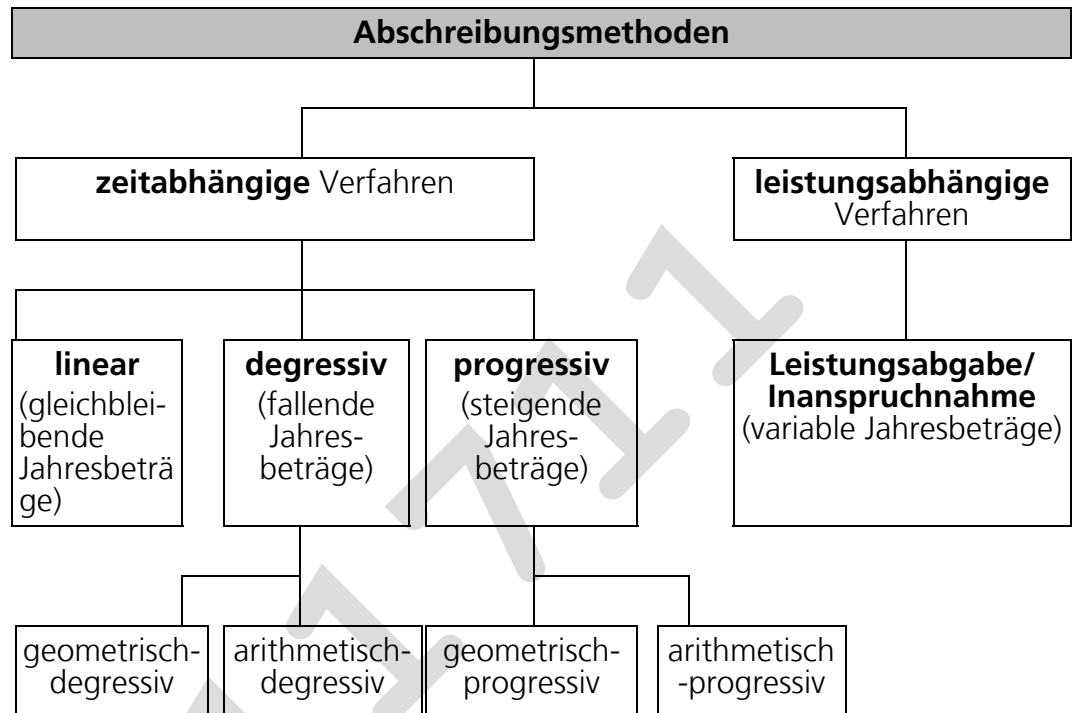 Abschreibungsmethoden
zeitabhängige Verfahren
leistungsabhängige
Verfahren
linear
(gleichblei-
bende
Jahresbeträ
ge)
degressiv
(fallende
Jahres-
beträge)
progressiv
(steigende
Jahres-
beträge)
Leistungsabgabe/
Inanspruchnahme
(variable Jahresbeträge)
geometrisch-
degressiv
arithmetisch-
degressiv
geometrisch-
progressiv
arithmetisch
-progressiv